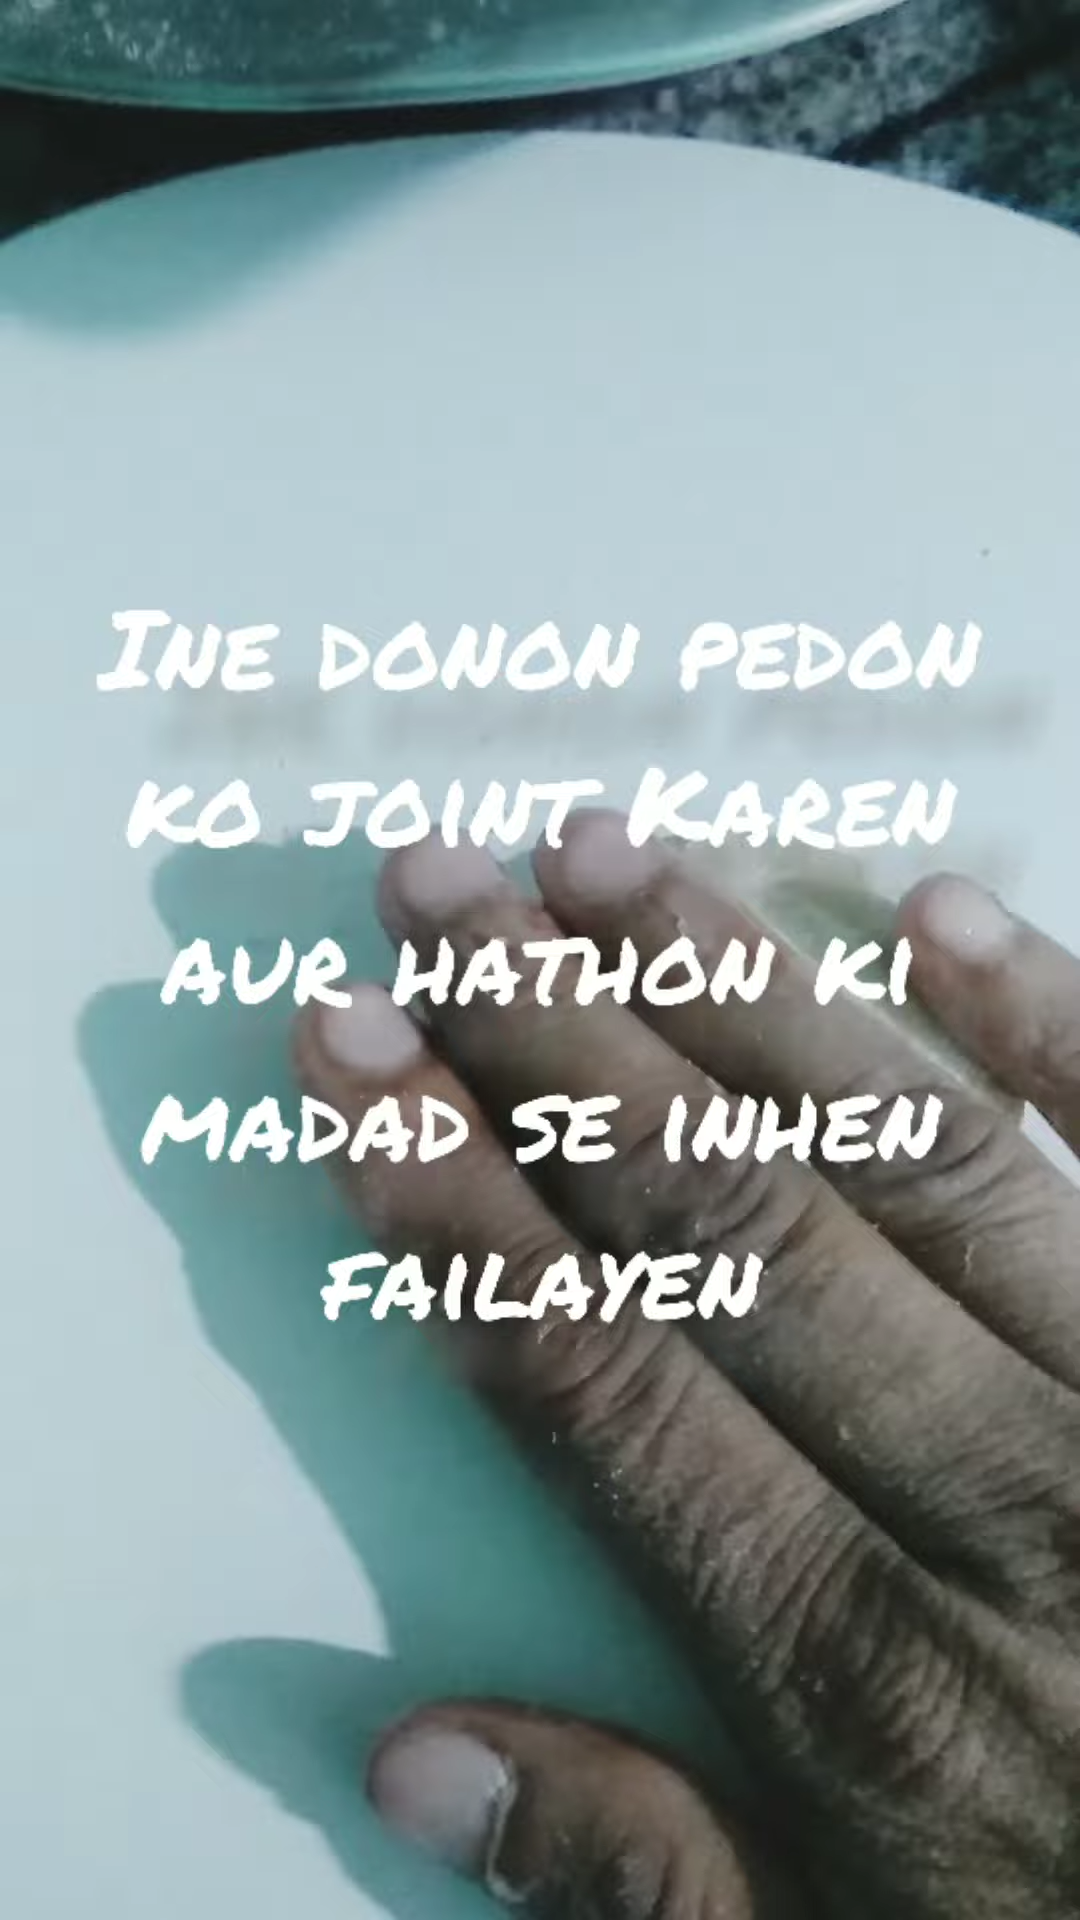 Ine donon pedon
ko joint Karen
aur hathon ki
madad se inhen
failayen